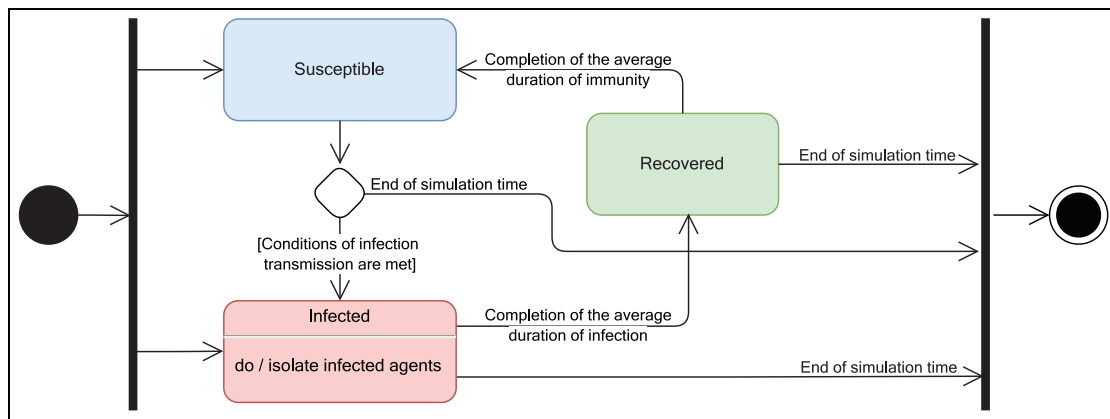 Susceptible
Completion of the average
duration of immunity
Recovered
End of simulation time
End of simulation time
[Conditions of infection
transmission are met]
Infected
do / isolate infected agents
Completion of the average
duration of infection
End of simulation time